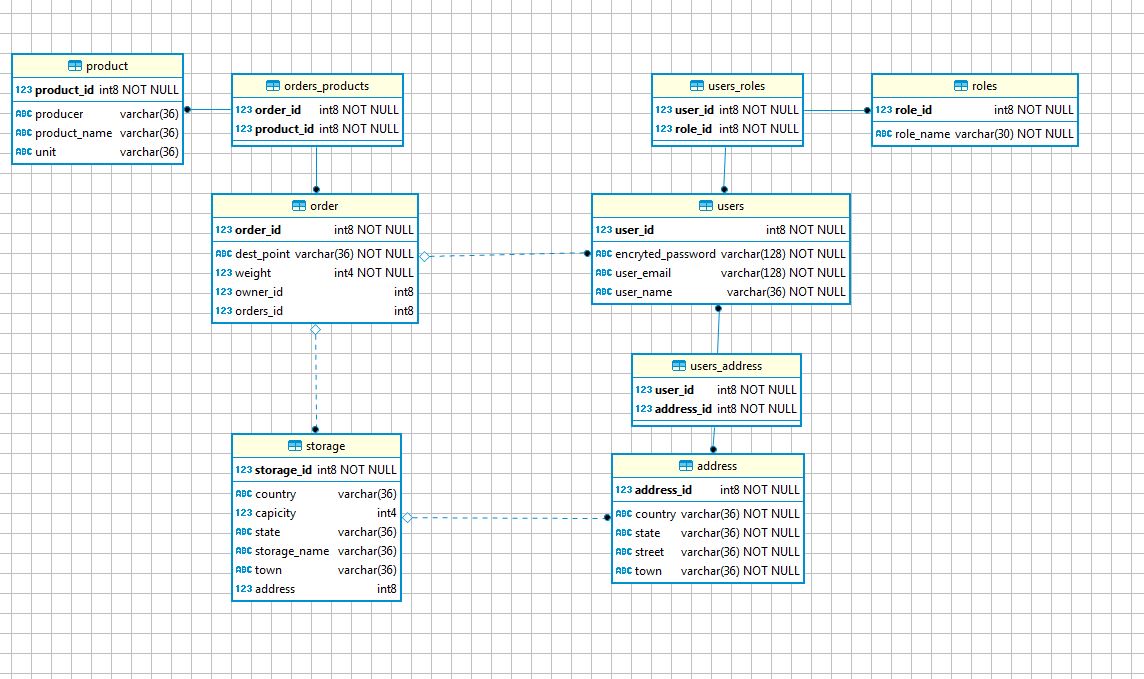 product
123 product_id int8 NOT NULL
ABC producer varchar(36)
ABC product_name varchar(36)
ABC unit varchar(36)
orders_products
123 order_id int8 NOT NULL
123 product_id int8 NOT NULL
users_roles
123 user_id int8 NOT NULL
123 role_id int8 NOT NULL
roles
123 role_id int8 NOT NULL
ABC role_name varchar(30) NOT NULL
order
123 order_id int8 NOT NULL
ABC dest_point varchar(36) NOT NULL
123 weight int4 NOT NULL
123 owner_id int8
123 orders_id int8
users
123 user_id int8 NOT NULL
ABC encryted_password varchar(128) NOT NULL
ABC user_email varchar(128) NOT NULL
ABC user_name varchar(36) NOT NULL
users_address
123 user_id int8 NOT NULL
123 address_id int8 NOT NULL
storage
123 storage_id int8 NOT NULL
ABC country varchar(36)
123 capicity int4
ABC state varchar(36)
ABC storage_name varchar(36)
ABC town varchar(36)
123 address int8
address
123 address_id int8 NOT NULL
ABC country varchar(36) NOT NULL
ABC state varchar(36) NOT NULL
ABC street varchar(36) NOT NULL
ABC town varchar(36) NOT NULL